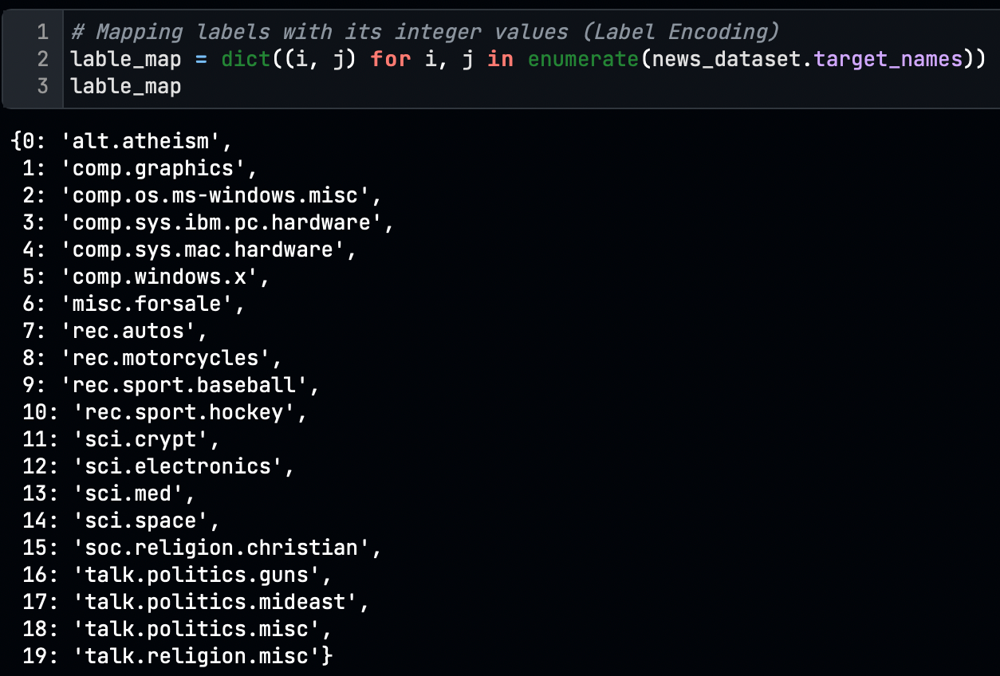 1 # Mapping labels with its integer values (Label Encoding)
2 lable_map = dict((i, j) for i, j in enumerate(news_dataset.target_names))
3 lable_map
{0: 'alt.atheism',
1: 'comp.graphics',
2: 'comp.os.ms-windows.misc',
3: 'comp.sys.ibm.pc.hardware',
4: 'comp.sys.mac.hardware',
5: 'comp.windows.x',
6: 'misc.forsale',
7: 'rec.autos',
8: 'rec.motorcycles',
9: 'rec.sport.baseball',
10: 'rec.sport.hockey',
11: 'sci.crypt',
12: 'sci.electronics',
13: 'sci.med',
14: 'sci.space',
15: 'soc.religion.christian',
16: 'talk.politics.guns',
17: 'talk.politics.mideast',
18: 'talk.politics.misc',
19: 'talk.religion.misc'}